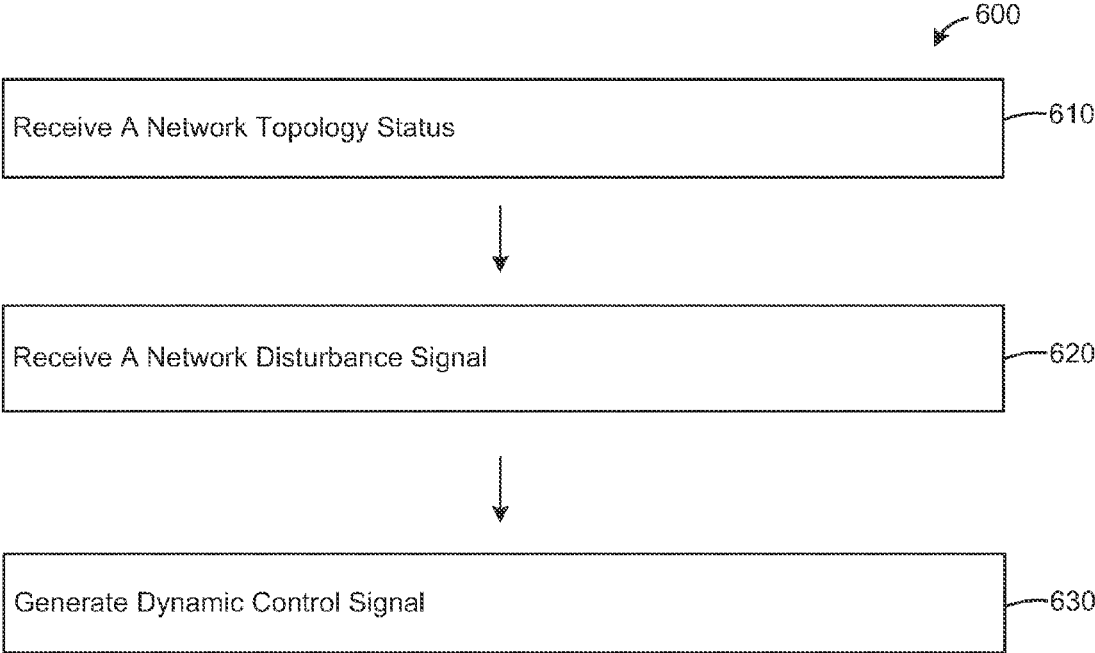 600
Receive A Network Topology Status
610
Receive A Network Disturbance Signal
620
Generate Dynamic Control Signal
630